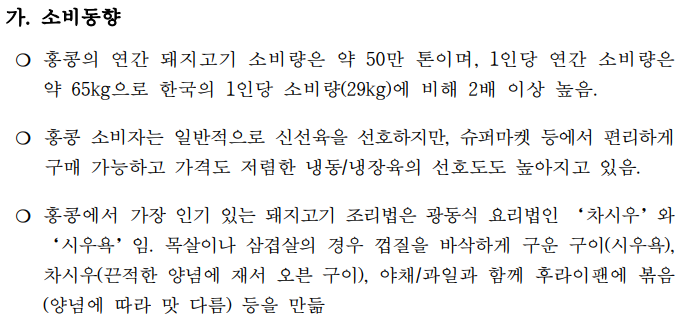 가. 소비동향
❍ 홍콩의 연간 돼지고기 소비량은 약 50만 톤이며, 1인당 연간 소비량은
약 65kg으로 한국의 1인당 소비량(29kg)에 비해 2배 이상 높음.
❍ 홍콩 소비자는 일반적으로 신선육을 선호하지만, 슈퍼마켓 등에서 편리하게
구매 가능하고 가격도 저렴한 냉동/냉장육의 선호도도 높아지고 있음.
❍ 홍콩에서 가장 인기 있는 돼지고기 조리법은 광동식 요리법인 ‘차시우’와
‘시우욕’임. 목살이나 삼겹살의 경우 껍질을 바삭하게 구운 구이(시우욕),
차시우(끈적한 양념에 재서 오븐 구이), 야채/과일과 함께 후라이팬에 볶음
(양념에 따라 맛 다름) 등을 만듦